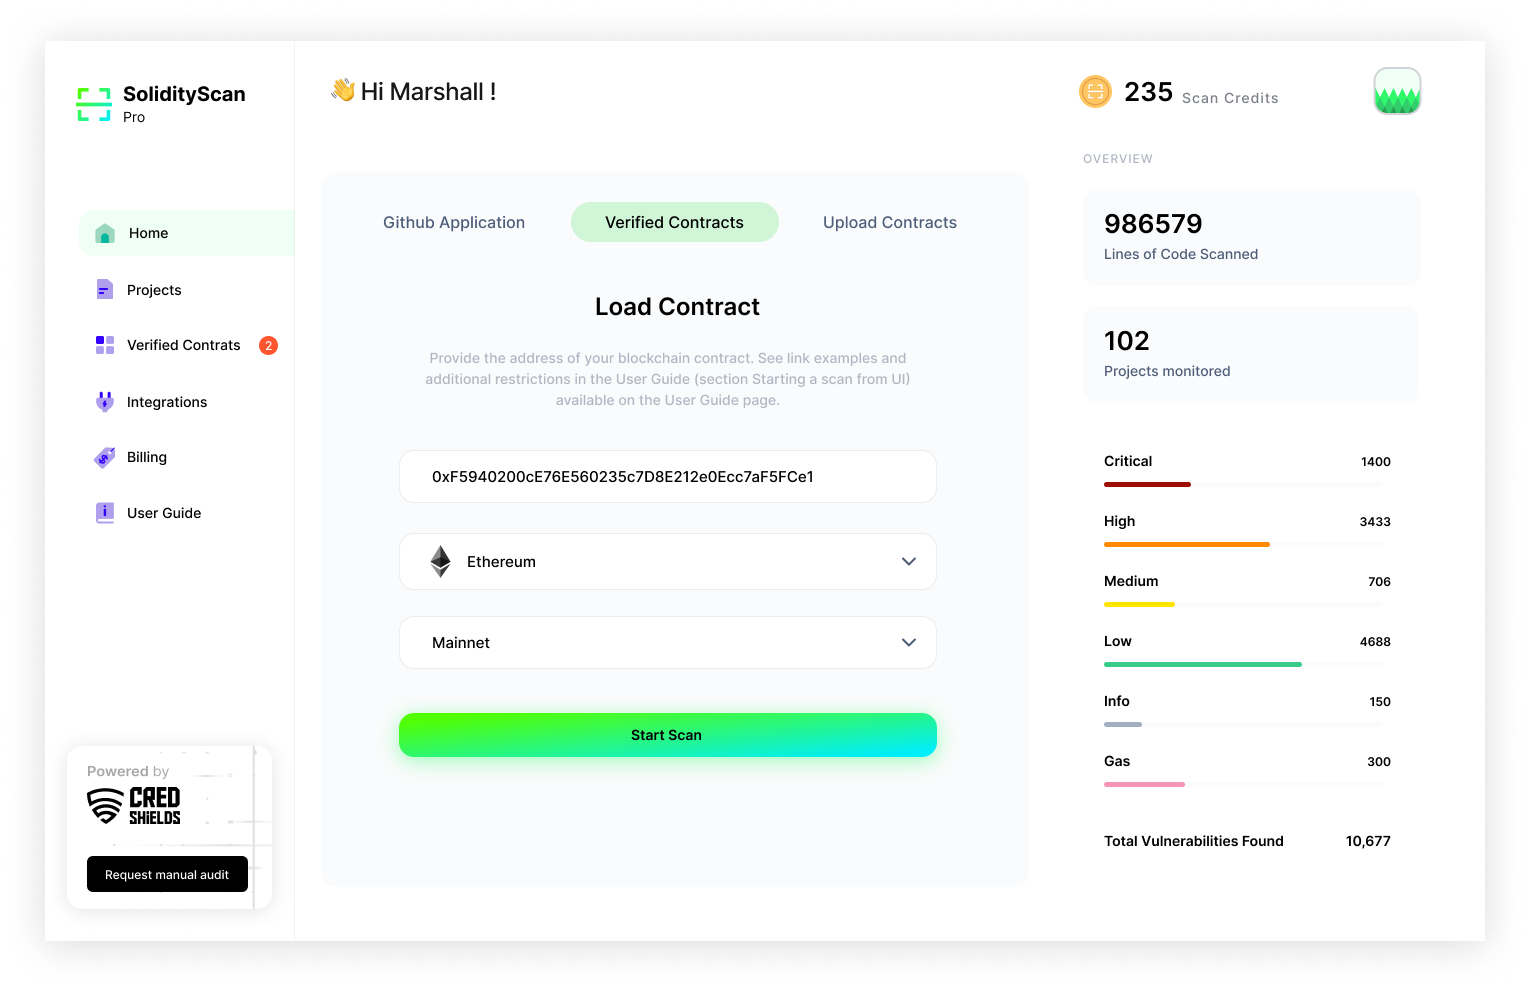 SolidityScan
Pro
Home
Projects
Verified Contrats
2
Integrations
Billing
User Guide
Powered by
CRED
SHiELDS
Request manual audit
Hi Marshall !
Github Application
Verified Contracts
Upload Contracts
Load Contract
Provide the address of your blockchain contract. See link examples and
additional restrictions in the User Guide (section Starting a scan from UI)
available on the User Guide page.
0xF5940200cE76E560235c7D8E212e0Ecc7aF5FCe1
Ethereum
Mainnet
Start Scan
235 Scan Credits
OVERVIEW
986579
Lines of Code Scanned
102
Projects monitored
Critical 1400
High 3433
Medium 706
Low 4688
Info 150
Gas 300
Total Vulnerabilities Found 10,677